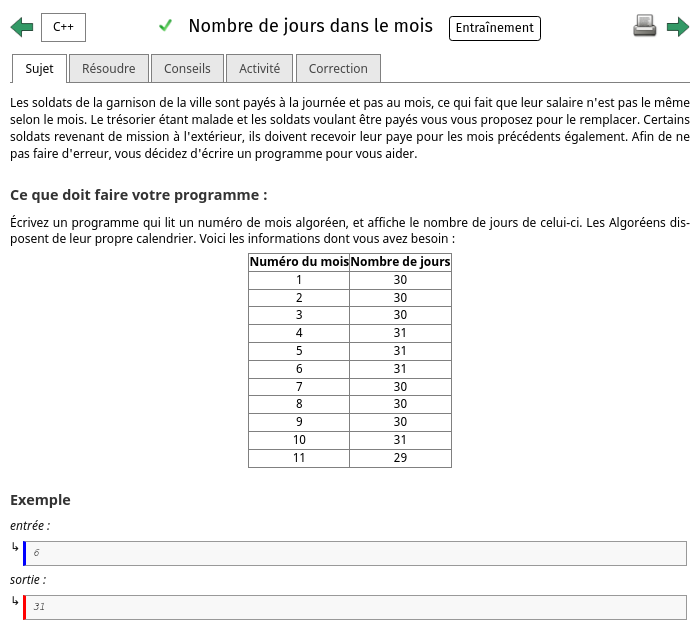 C++
Nombre de jours dans le mois
Entraînement
Sujet
Résoudre
Conseils
Activité
Correction
Les soldats de la garnison de la ville sont payés à la journée et pas au mois, ce qui fait que leur salaire n'est pas le même
selon le mois. Le trésorier étant malade et les soldats voulant être payés vous vous proposez pour le remplacer. Certains
soldats revenant de mission à l'extérieur, ils doivent recevoir leur paye pour les mois précédents également. Afin de ne
pas faire d'erreur, vous décidez d'écrire un programme pour vous aider.
Ce que doit faire votre programme :
Écrivez un programme qui lit un numéro de mois algoréen, et affiche le nombre de jours de celui-ci. Les Algoréens dis-
posent de leur propre calendrier. Voici les informations dont vous avez besoin :
Numéro du mois Nombre de jours
1 30
2 30
3 30
4 31
5 31
6 31
7 30
8 30
9 30
10 31
11 29
Exemple
entrée :
6
sortie :
31